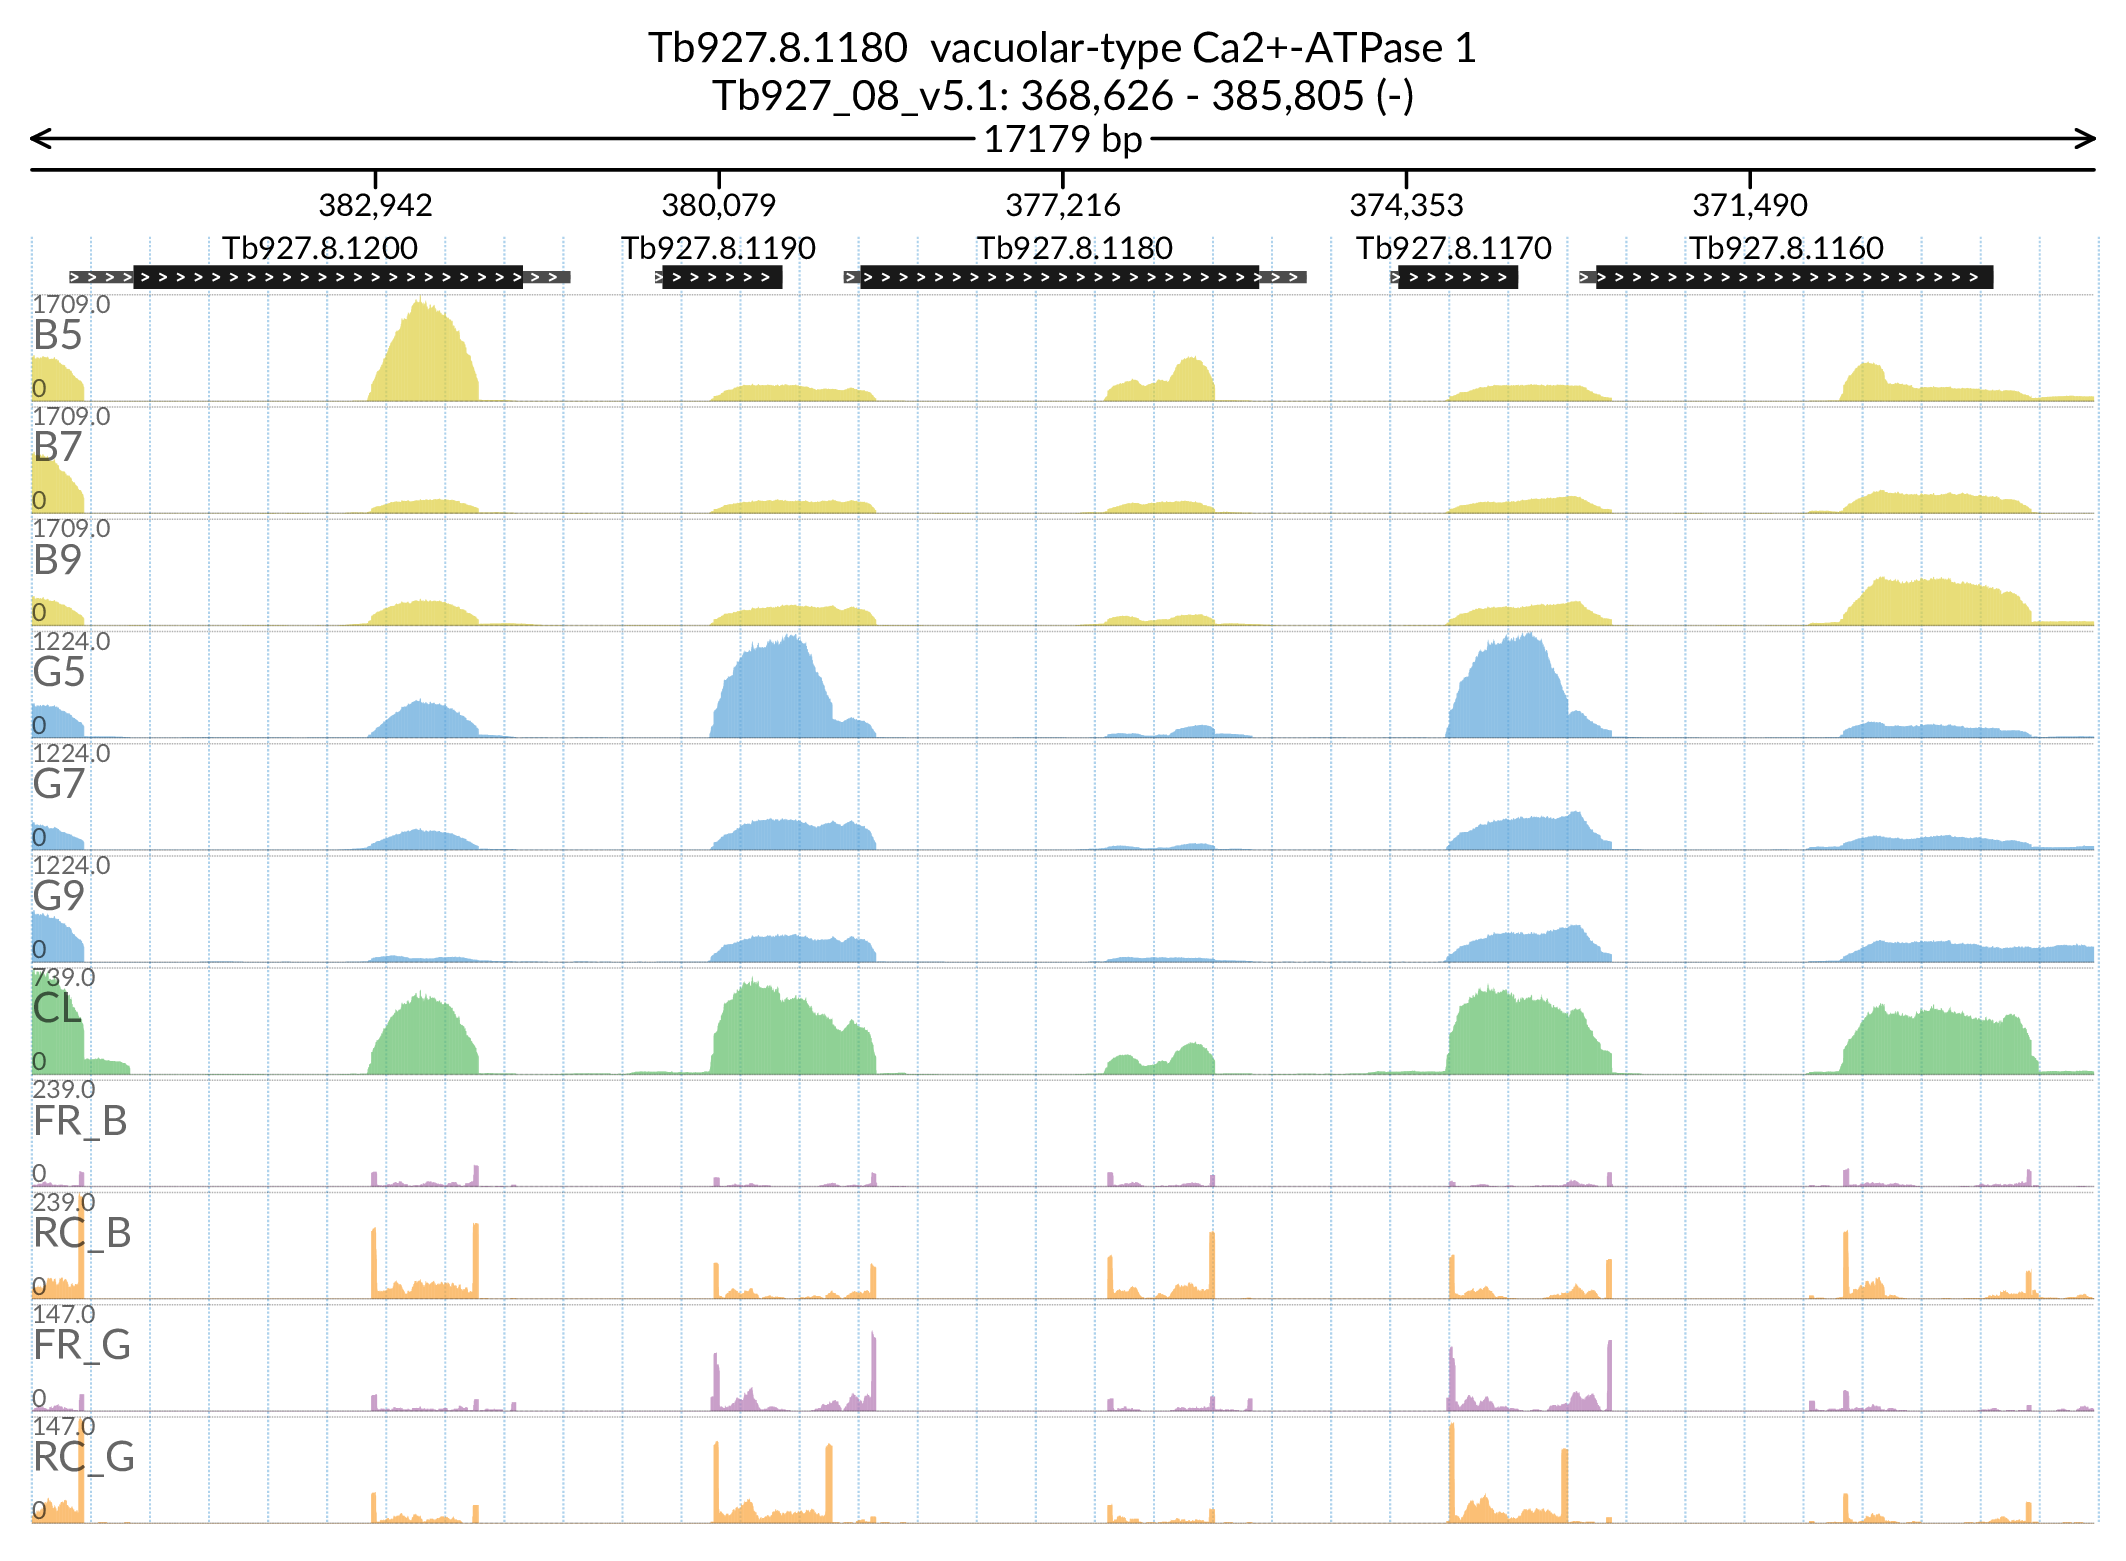 Tb927.8.1180  vacuolar-type Ca2+-ATPase 1
Tb927_08_v5.1: 368,626 - 385,805 (-)
17179 bp
382,942 380,079 377,216 374,353 371,490
Tb927.8.1200 Tb927.8.1190 Tb927.8.1180 Tb927.8.1170 Tb927.8.1160
1709.0
B5
0
1709.0
B7
0
1709.0
B9
0
1224.0
G5
0
1224.0
G7
0
1224.0
G9
0
739.0
CL
0
239.0
FR_B
0
239.0
RC_B
0
147.0
FR_G
0
147.0
RC_G
0